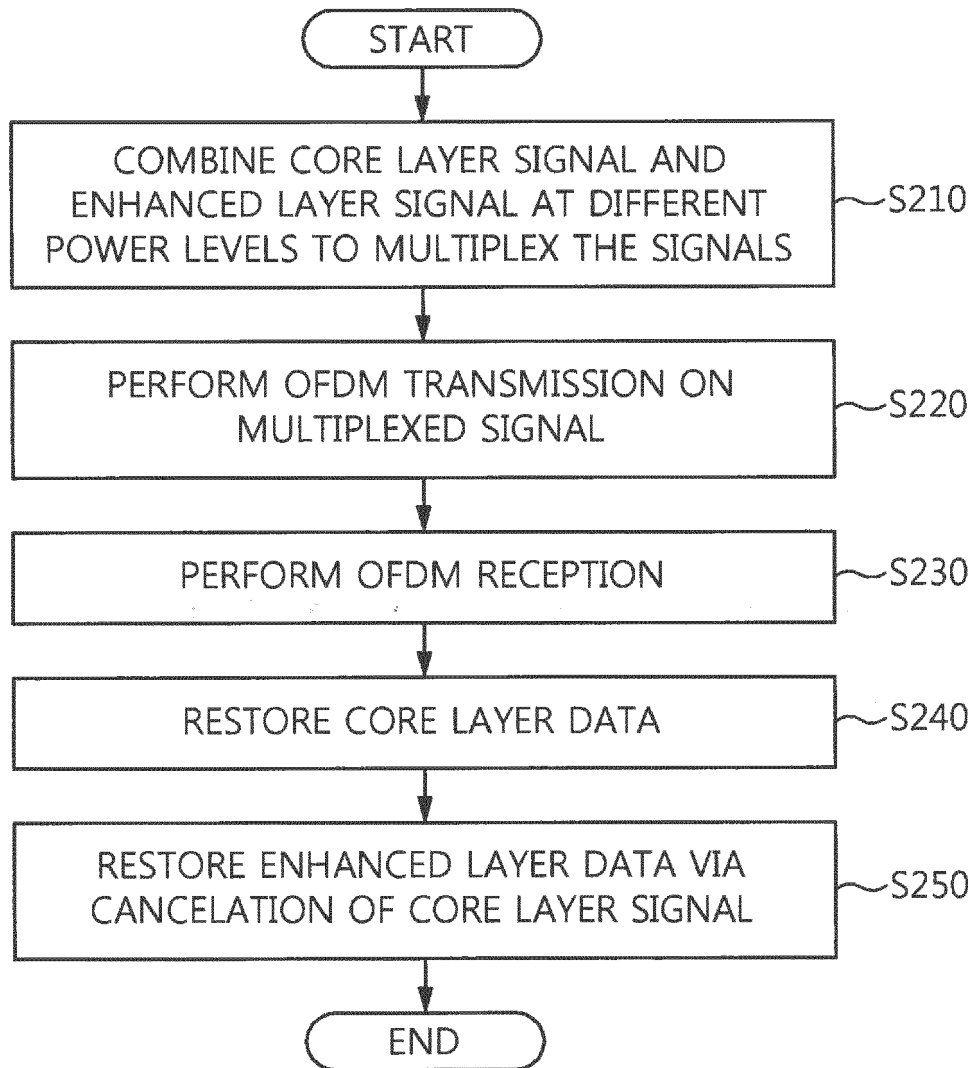 START
COMBINE CORE LAYER SIGNAL AND
ENHANCED LAYER SIGNAL AT DIFFERENT
POWER LEVELS TO MULTIPLEX THE SIGNALS
S210
PERFORM OFDM TRANSMISSION ON
MULTIPLEXED SIGNAL
S220
PERFORM OFDM RECEPTION
S230
RESTORE CORE LAYER DATA
S240
RESTORE ENHANCED LAYER DATA VIA
CANCELATION OF CORE LAYER SIGNAL
S250
END